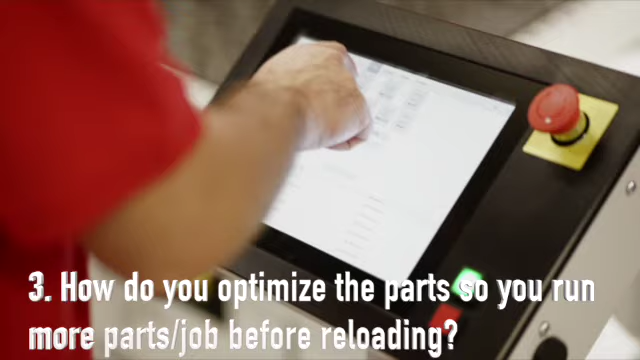 3. How do you optimize the parts so you run
more parts/job before reloading?